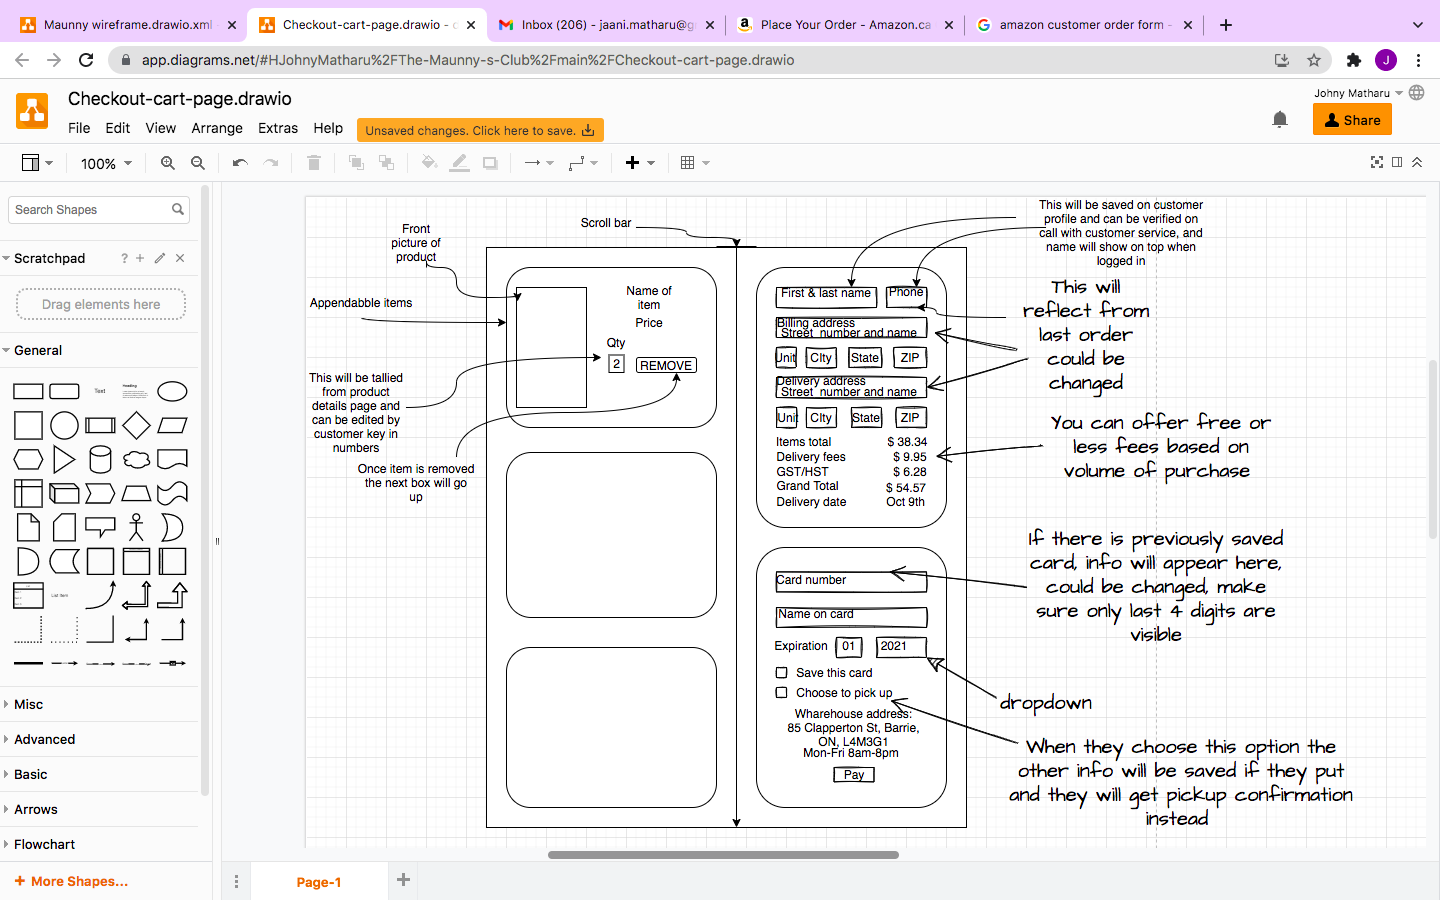 Maunny wireframe.drawio.xml
Checkout-cart-page.drawio - d
Inbox (206) - jaani.matharu@g
Place Your Order - Amazon.ca
amazon customer order form -
app.diagrams.net/#HJohnyMatharu%2FThe-Maunny-s-Club%2Fmain%2FCheckout-cart-page.drawio
J
Checkout-cart-page.drawio
Johny Matharu
File Edit View Arrange Extras Help
Unsaved changes. Click here to save.
Share
100%
Search Shapes
Scratchpad
?
Drag elements here
General
Text
Heading
List Item
Misc
Advanced
Basic
Arrows
Flowchart
+ More Shapes...
Page-1
Front
picture of
product
Scroll bar
Appendabble items
Name of
item
Price
Qty
2
REMOVE
This will be tallied
from product
details page and
can be edited by
customer key in
numbers
Once item is removed
the next box will go
up
This will be saved on customer
profile and can be verified on
call with customer service, and
name will show on top when
logged in
First & last name
Phone
Billing address
Street number and name
Unit
CIty
State
ZIP
Delivery address
Street number and name
Unit
CIty
State
ZIP
Items total $ 38.34
Delivery fees $ 9.95
GST/HST $ 6.28
Grand Total $ 54.57
Delivery date Oct 9th
This will
reflect from
last order
could be
changed
You can offer free or
less fees based on
volume of purchase
Card number
Name on card
Expiration 01 2021
Save this card
Choose to pick up
Wharehouse address:
85 Clapperton St, Barrie,
ON, L4M3G1
Mon-Fri 8am-8pm
Pay
If there is previously saved
card, info will appear here,
could be changed, make
sure only last 4 digits are
visible
dropdown
When they choose this option the
other info will be saved if they put
and they will get pickup confirmation
instead